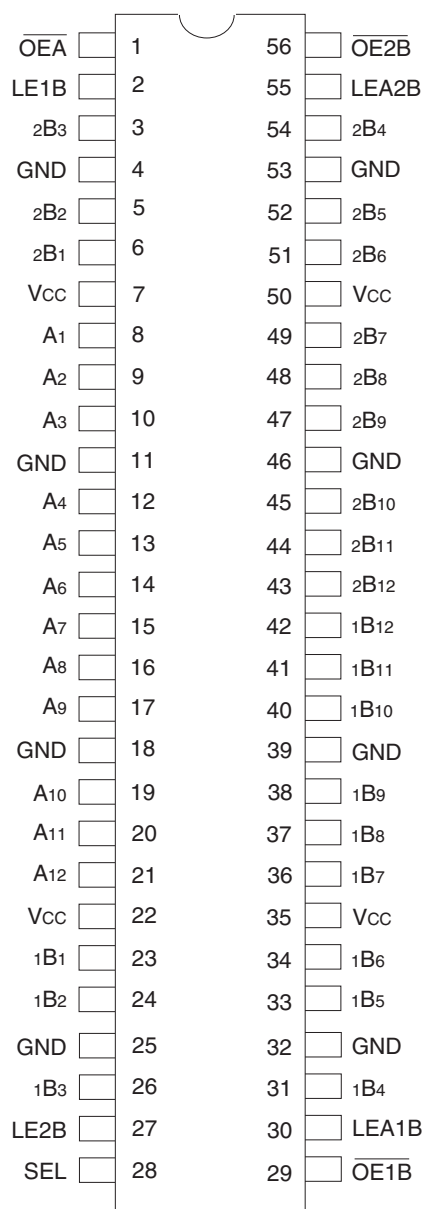 OEA 1 56 OE2B
LE1B 2 55 LEA2B
2B3 3 54 2B4
GND 4 53 GND
2B2 5 52 2B5
2B1 6 51 2B6
VCC 7 50 VCC
A1 8 49 2B7
A2 9 48 2B8
A3 10 47 2B9
GND 11 46 GND
A4 12 45 2B10
A5 13 44 2B11
A6 14 43 2B12
A7 15 42 1B12
A8 16 41 1B11
A9 17 40 1B10
GND 18 39 GND
A10 19 38 1B9
A11 20 37 1B8
A12 21 36 1B7
VCC 22 35 VCC
1B1 23 34 1B6
1B2 24 33 1B5
GND 25 32 GND
1B3 26 31 1B4
LE2B 27 30 LEA1B
SEL 28 29 OE1B